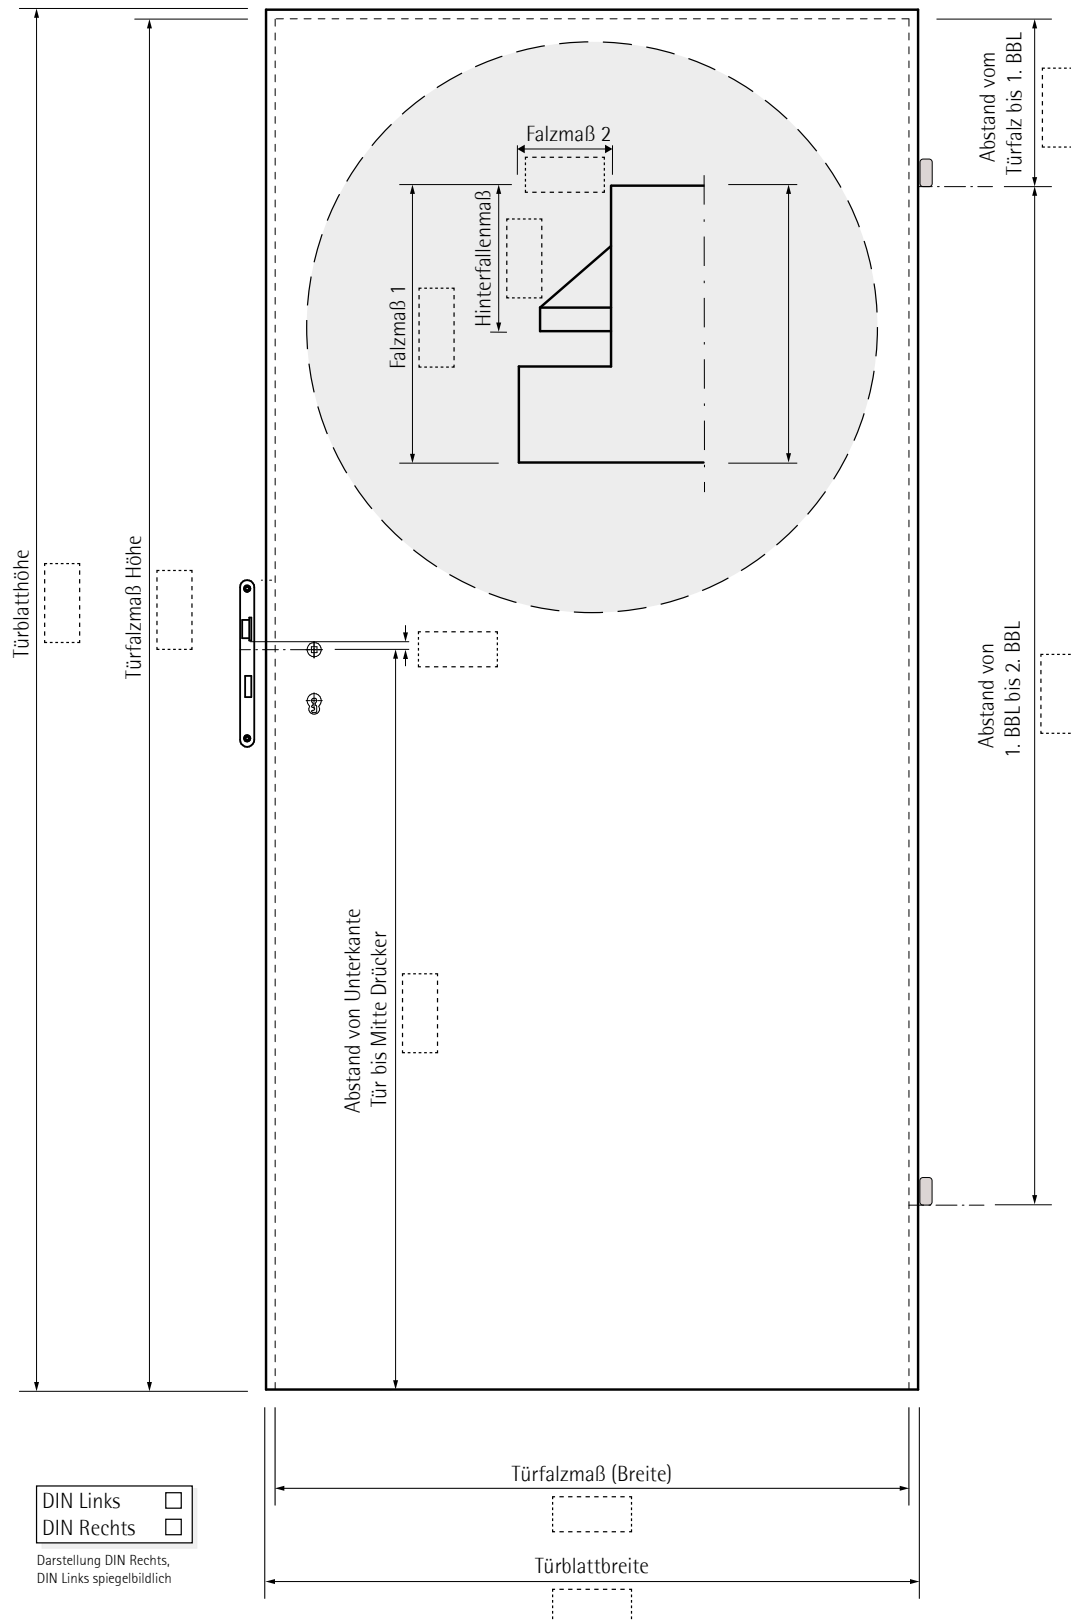 Abstand vom
Türfalz bis 1. BBL
Falzmaß 2
Hinterfallenmaß
Falzmaß 1
Türblatthöhe
Türfalzmaß Höhe
Abstand von
1. BBL bis 2. BBL
Abstand von Unterkante
Tür bis Mitte Drücker
Türfalzmaß (Breite)
DIN Links
DIN Rechts
Darstellung DIN Rechts,
DIN Links spiegelbildlich
Türblattbreite